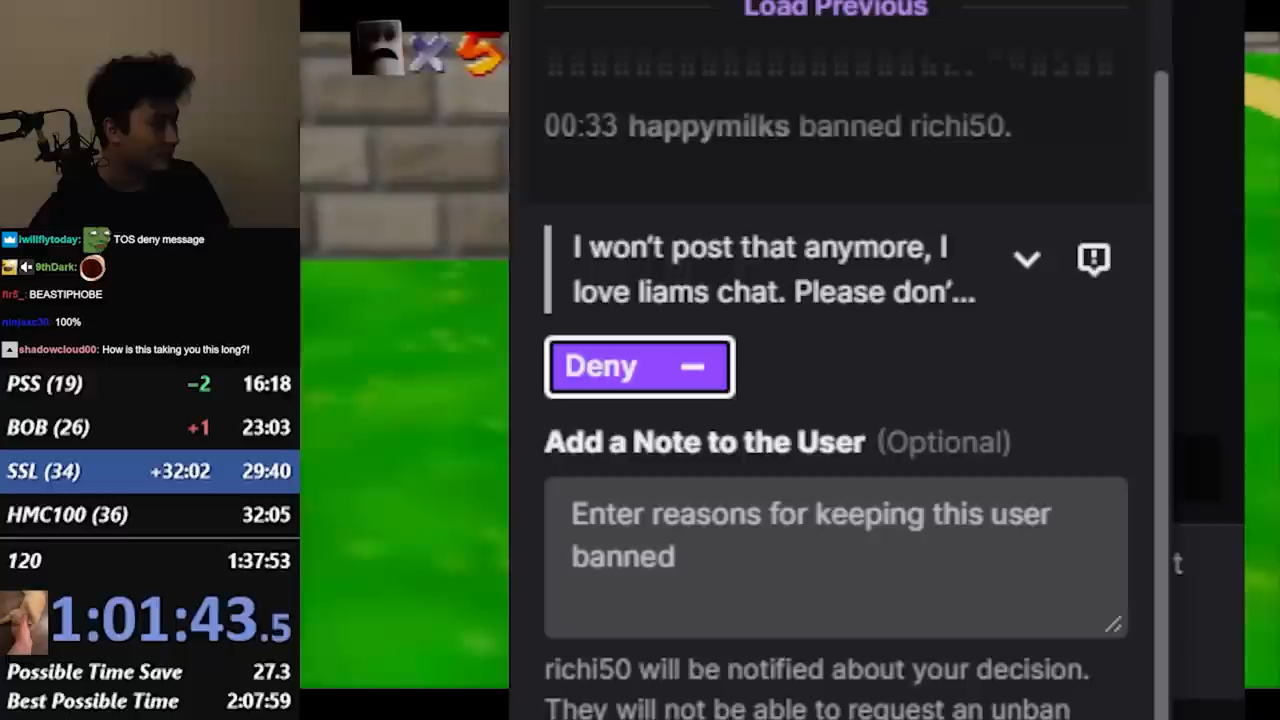 Load Previous
00:33 happymilks banned richi50.
I won't post that anymore, I
love liams chat. Please don'...
Deny
Add a Note to the User (Optional)
Enter reasons for keeping this user
banned
richi50 will be notified about your decision.
They will not be able to request an unban
t
iwillflytoday: TOS deny message
9thDark:
fir5_: BEASTIPHOBE
ninjaxc30: 100%
shadowcloud00: How is this taking you this long?!
PSS (19) -2 16:18
BOB (26) +1 23:03
SSL (34) +32:02 29:40
HMC100 (36) 32:05
120 1:37:53
1:01:43.5
Possible Time Save 27.3
Best Possible Time 2:07:59